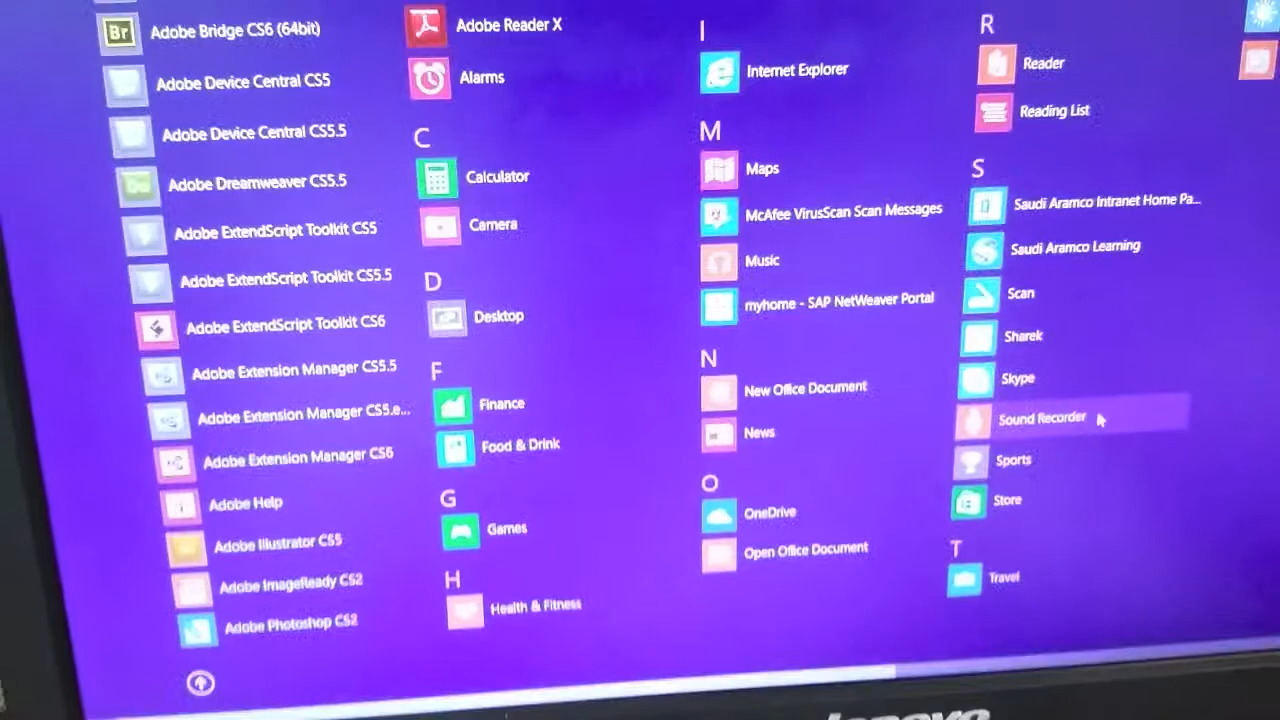 Adobe Bridge CS6 (64bit)
Adobe Device Central CS5
Adobe Device Central CS5.5
Adobe Dreamweaver CS5.5
Adobe ExtendScript Toolkit CS5
Adobe ExtendScript Toolkit CS5.5
Adobe ExtendScript Toolkit CS6
Adobe Extension Manager CS5.5
Adobe Extension Manager CS5.e...
Adobe Extension Manager CS6
Adobe Help
Adobe Illustrator CS5
Adobe ImageReady CS2
Adobe Photoshop CS2
Adobe Reader X
Alarms
C
Calculator
Camera
D
Desktop
F
Finance
Food & Drink
G
Games
H
Health & Fitness
I
Internet Explorer
M
Maps
McAfee VirusScan Scan Messages
Music
myhome - SAP NetWeaver Portal
N
New Office Document
News
O
OneDrive
Open Office Document
R
Reader
Reading List
S
Saudi Aramco Intranet Home Pa...
Saudi Aramco Learning
Scan
Sharek
Skype
Sound Recorder
Sports
Store
T
Travel
lenovo